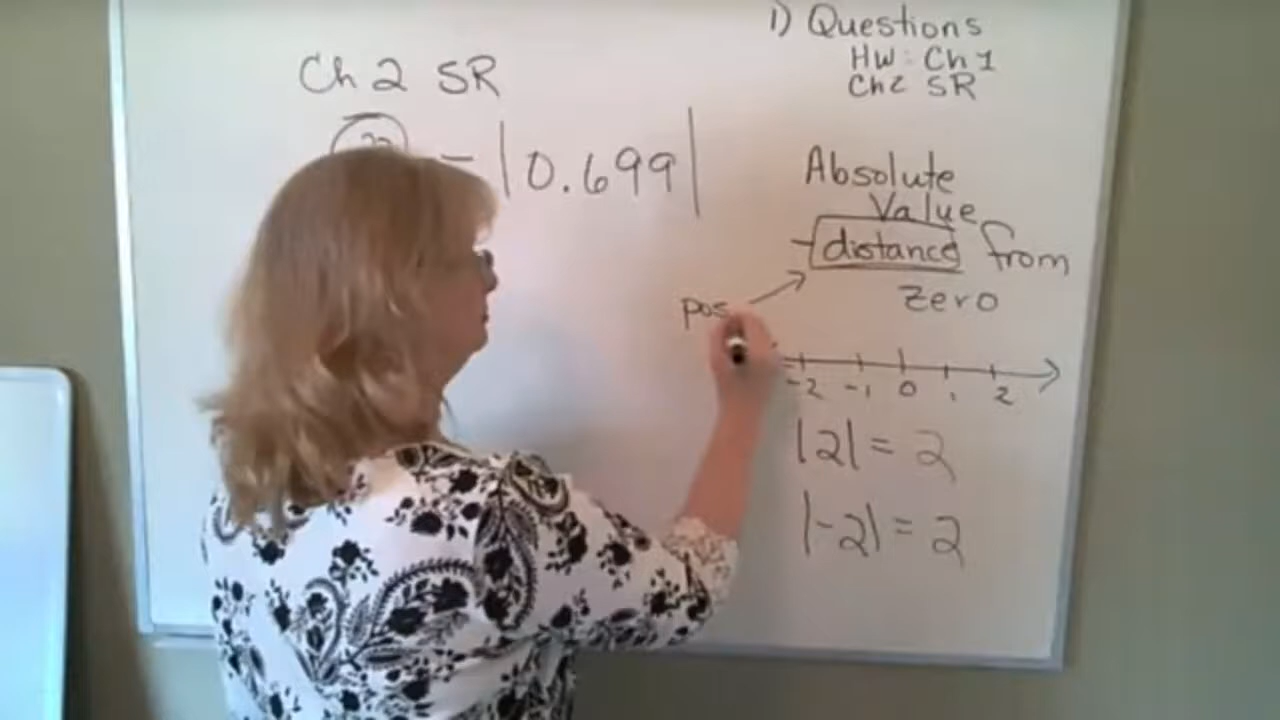 Ch 2 SR
- |0.699|
1) Questions
HW: Ch 1
Ch2 SR
Absolute
Value
- distance from
zero
pos
-2 -1 0 1 2
|2| = 2
|-2| = 2